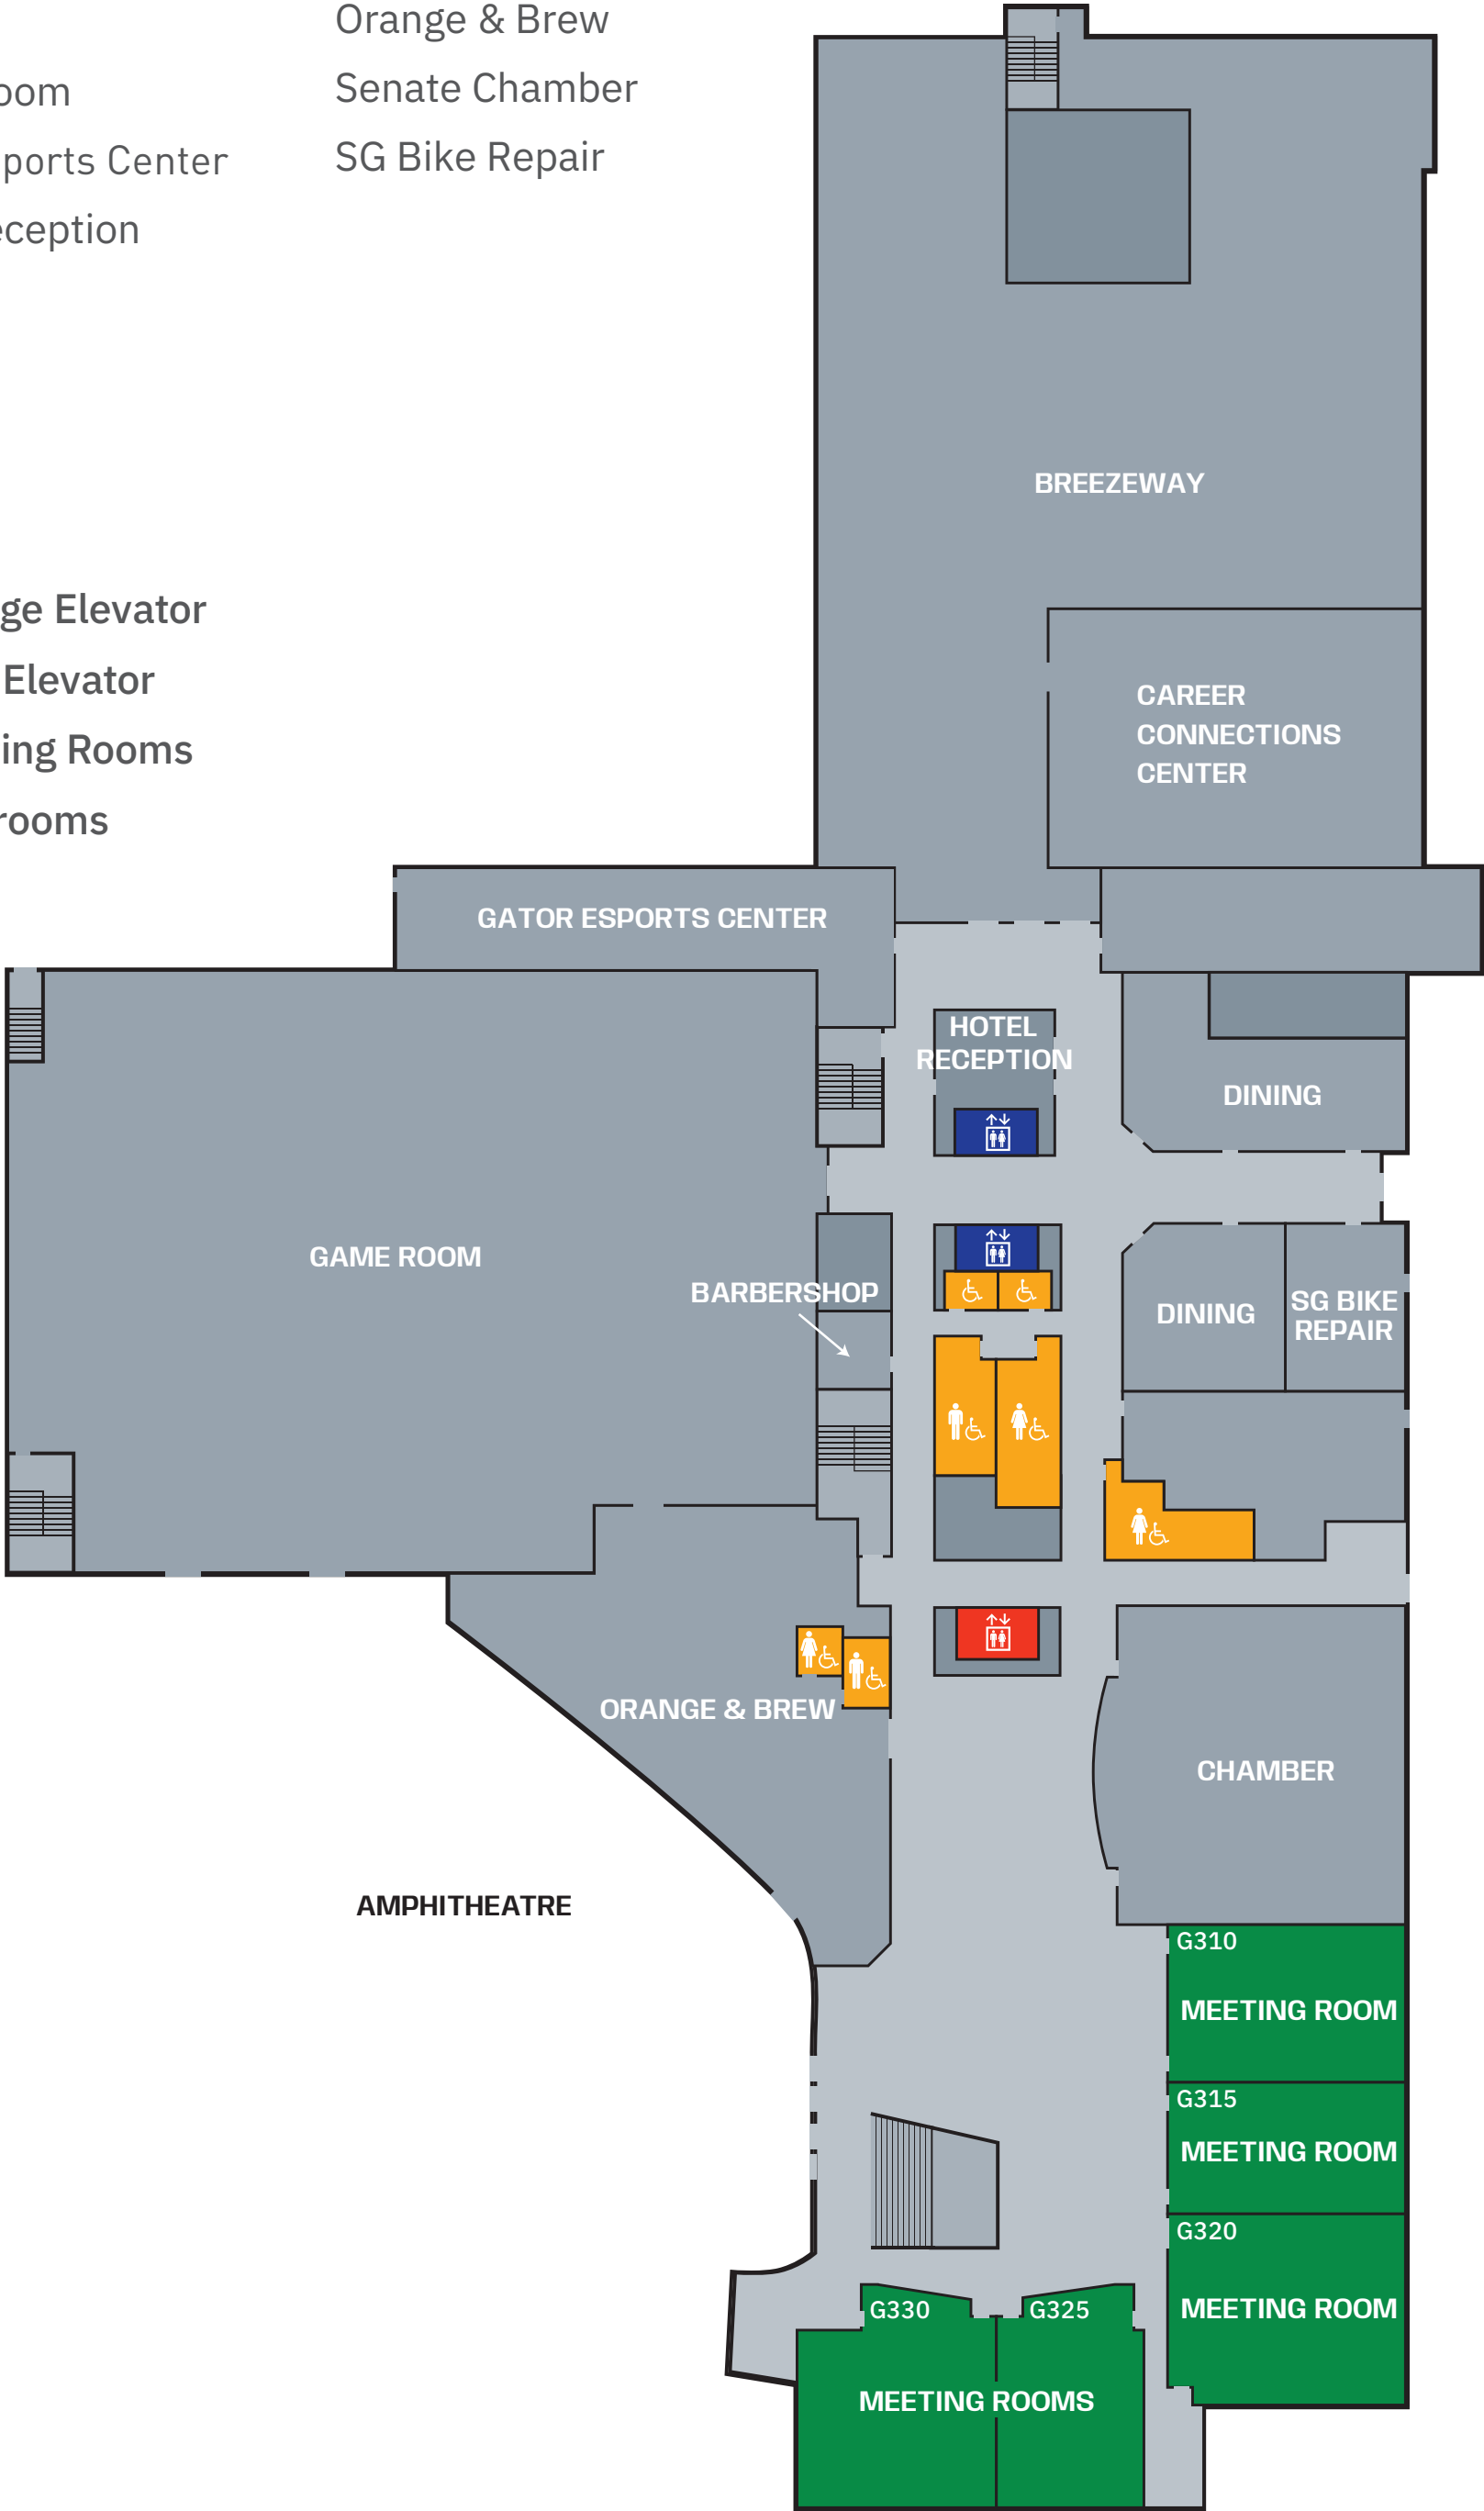 Orange & Brew
Senate Chamber
SG Bike Repair
oom
ports Center
eception
ge Elevator
Elevator
ing Rooms
rooms
BREEZEWAY
CAREER
CONNECTIONS
CENTER
GATOR ESPORTS CENTER
HOTEL
RECEPTION
DINING
GAME ROOM
BARBERSHOP
DINING
SG BIKE
REPAIR
ORANGE & BREW
CHAMBER
AMPHITHEATRE
G310
MEETING ROOM
G315
MEETING ROOM
G320
MEETING ROOM
G330
G325
MEETING ROOMS